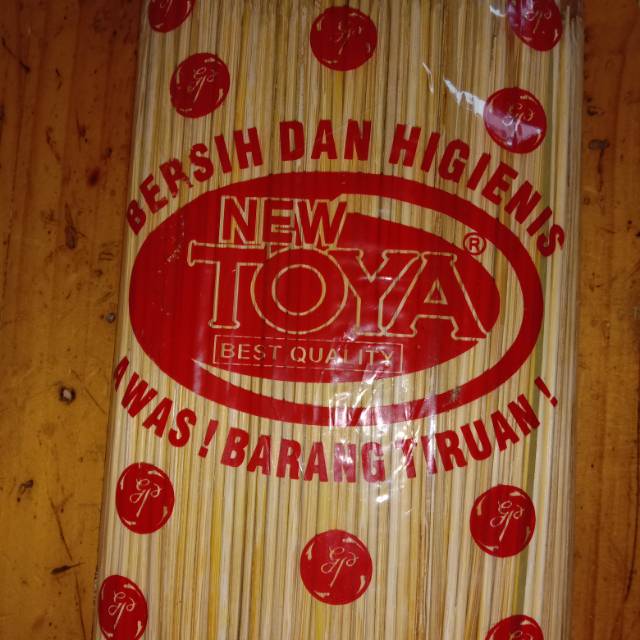 BERSIH DAN HIGIENIS
NEW
TOYA®
BEST QUALITY
AWAS ! BARANG TIRUAN !